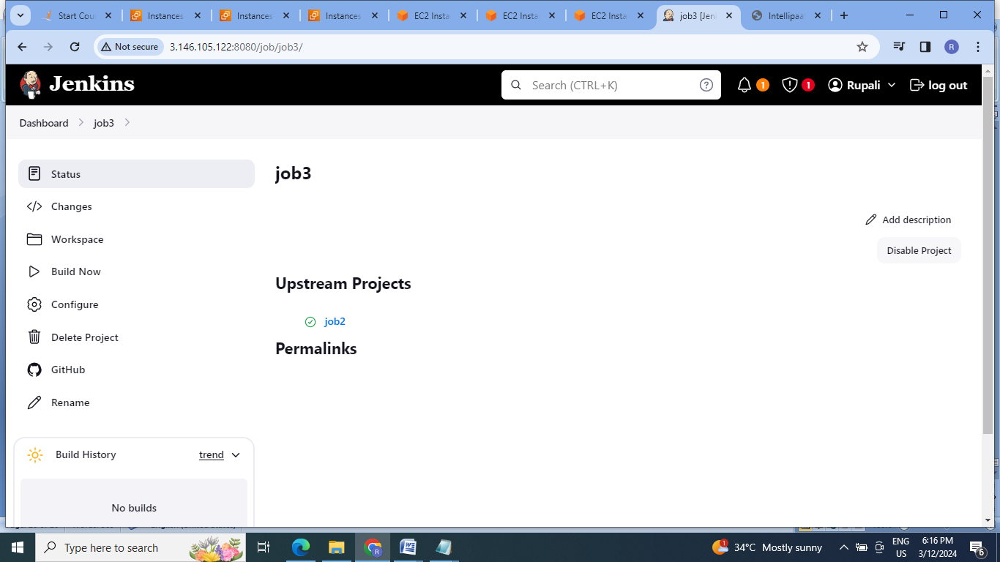 Start Cou
Instances
Instances
Instances
EC2 Insta
EC2 Insta
EC2 Insta
job3 [Jen
Intellipaa
Not secure
3.146.105.122:8080/job/job3/
R
Jenkins
Search (CTRL+K)
?
1
1
Rupali
log out
Dashboard
job3
Status
Changes
Workspace
Build Now
Configure
Delete Project
GitHub
Rename
job3
Add description
Disable Project
Upstream Projects
job2
Permalinks
Build History
trend
No builds
Type here to search
34°C Mostly sunny
ENG
US
6:16 PM
3/12/2024
6